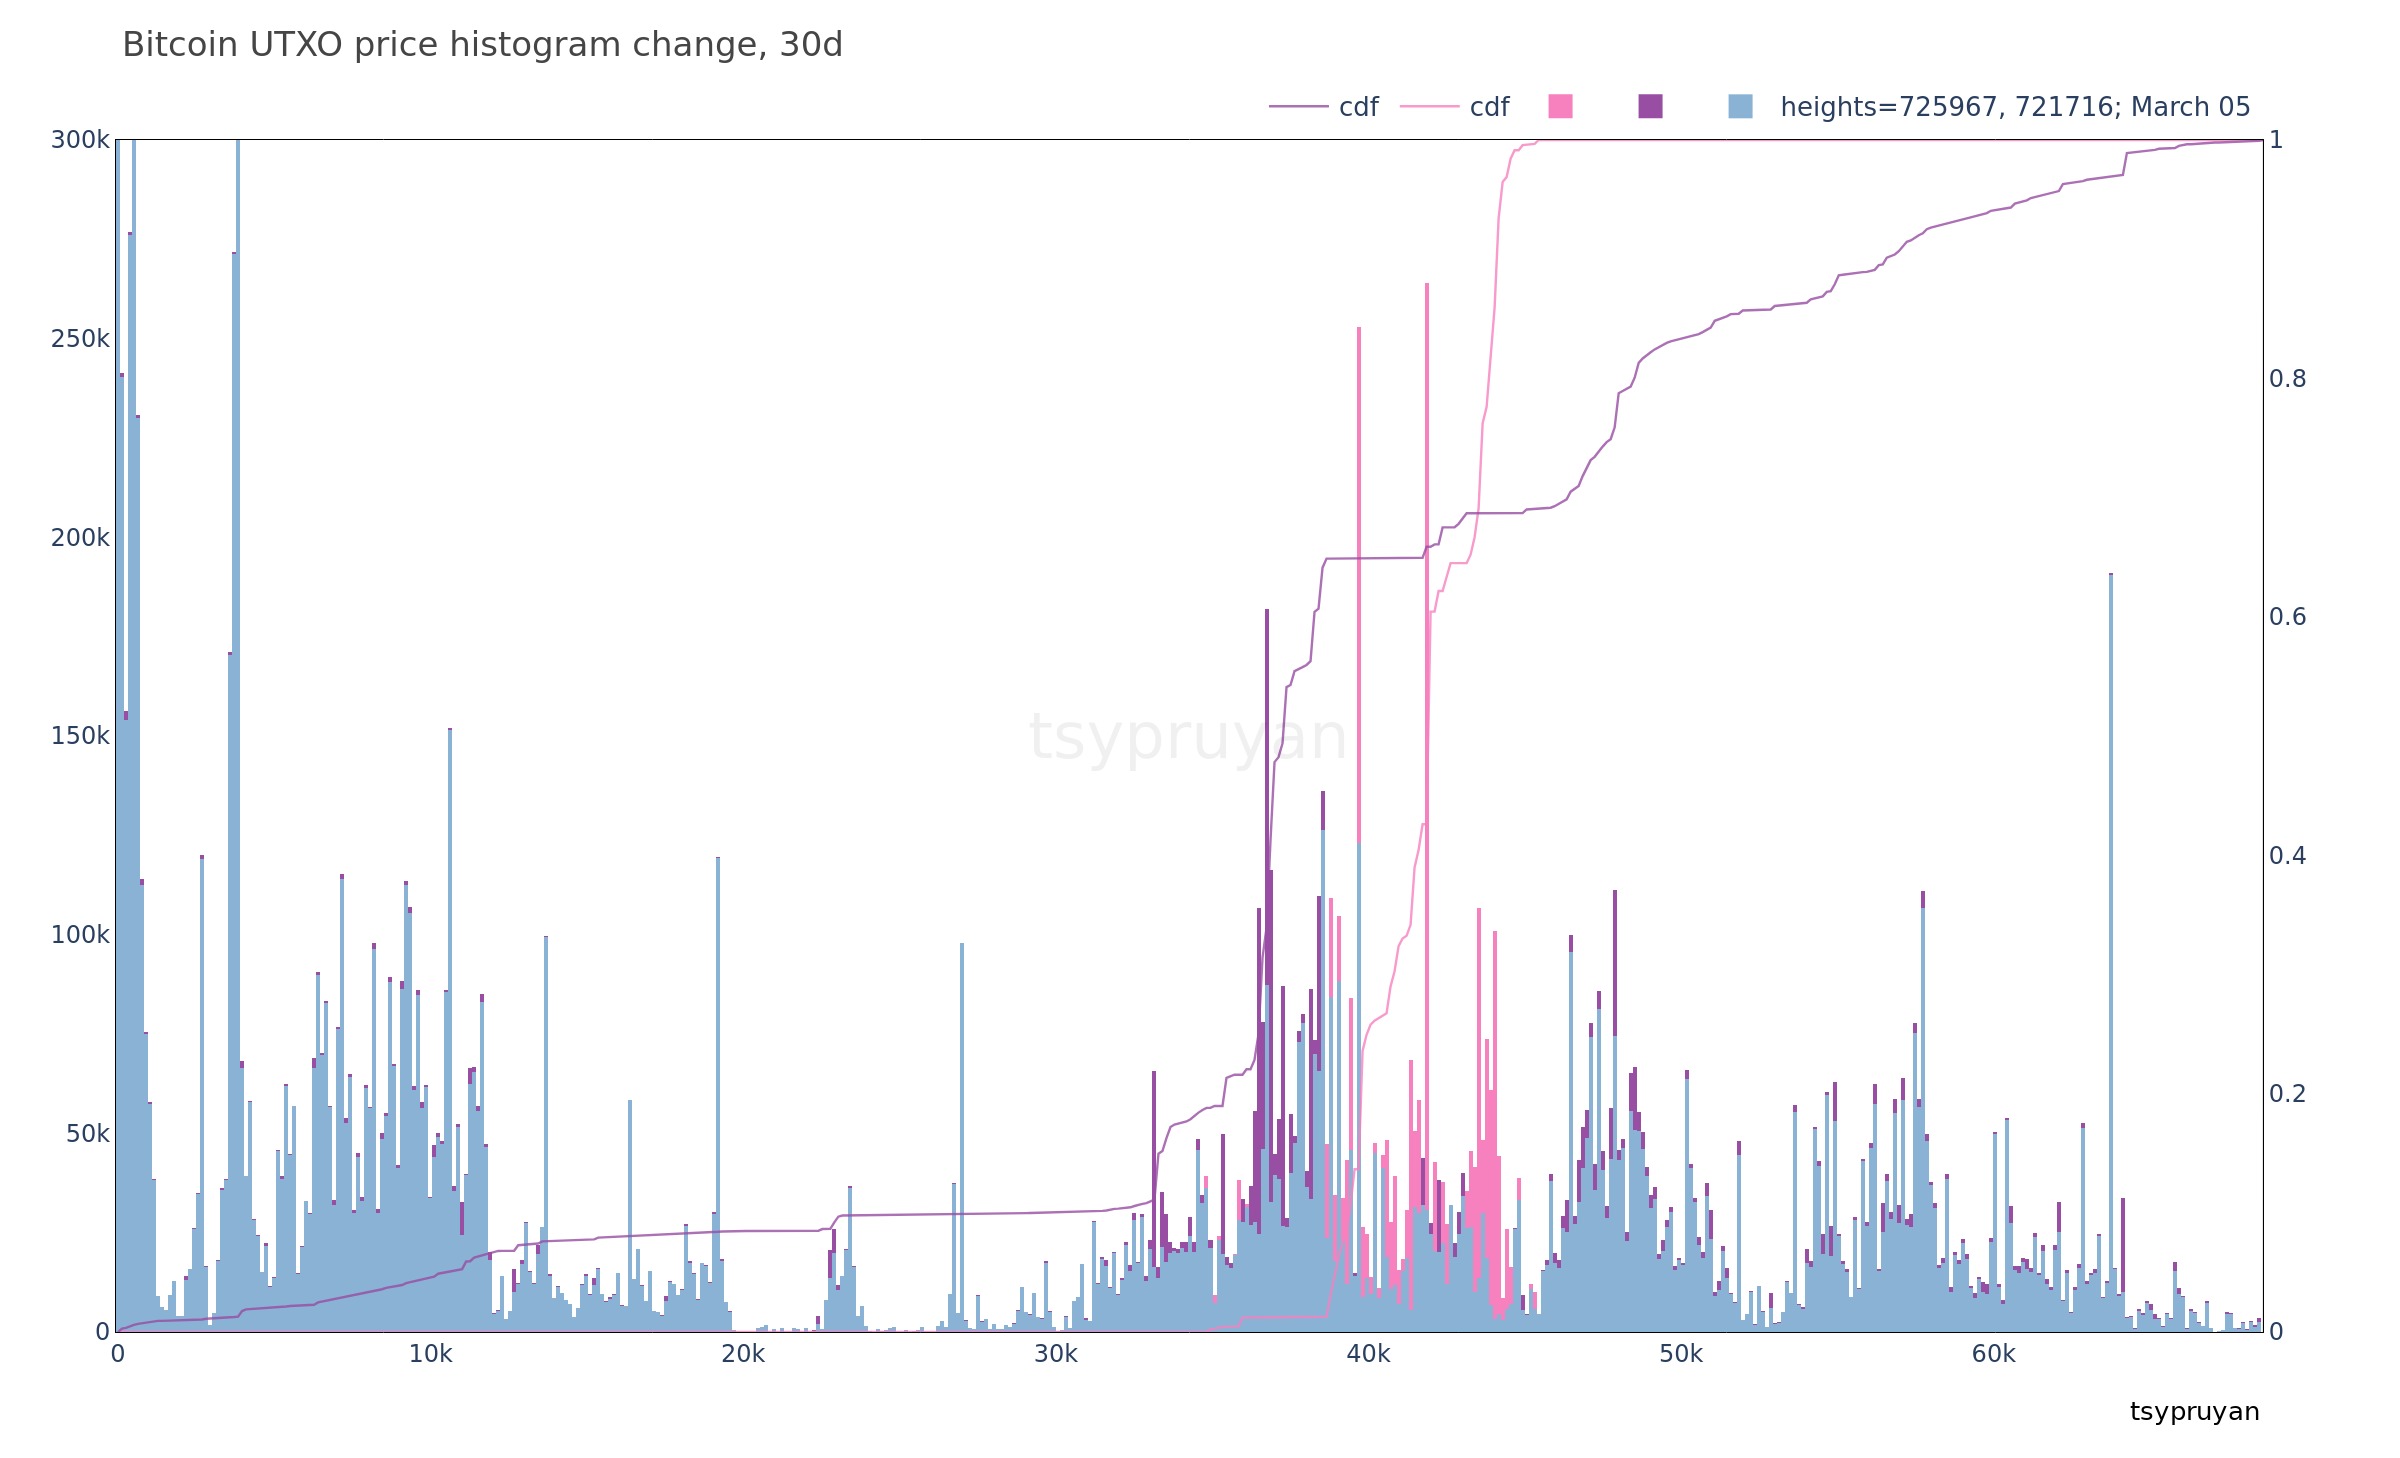 Bitcoin UTXO price histogram change, 30d
cdf cdf heights=725967, 721716; March 05
300k
250k
200k
150k
100k
50k
0
1
0.8
0.6
0.4
0.2
0
tsypruyan
0 10k 20k 30k 40k 50k 60k
tsypruyan